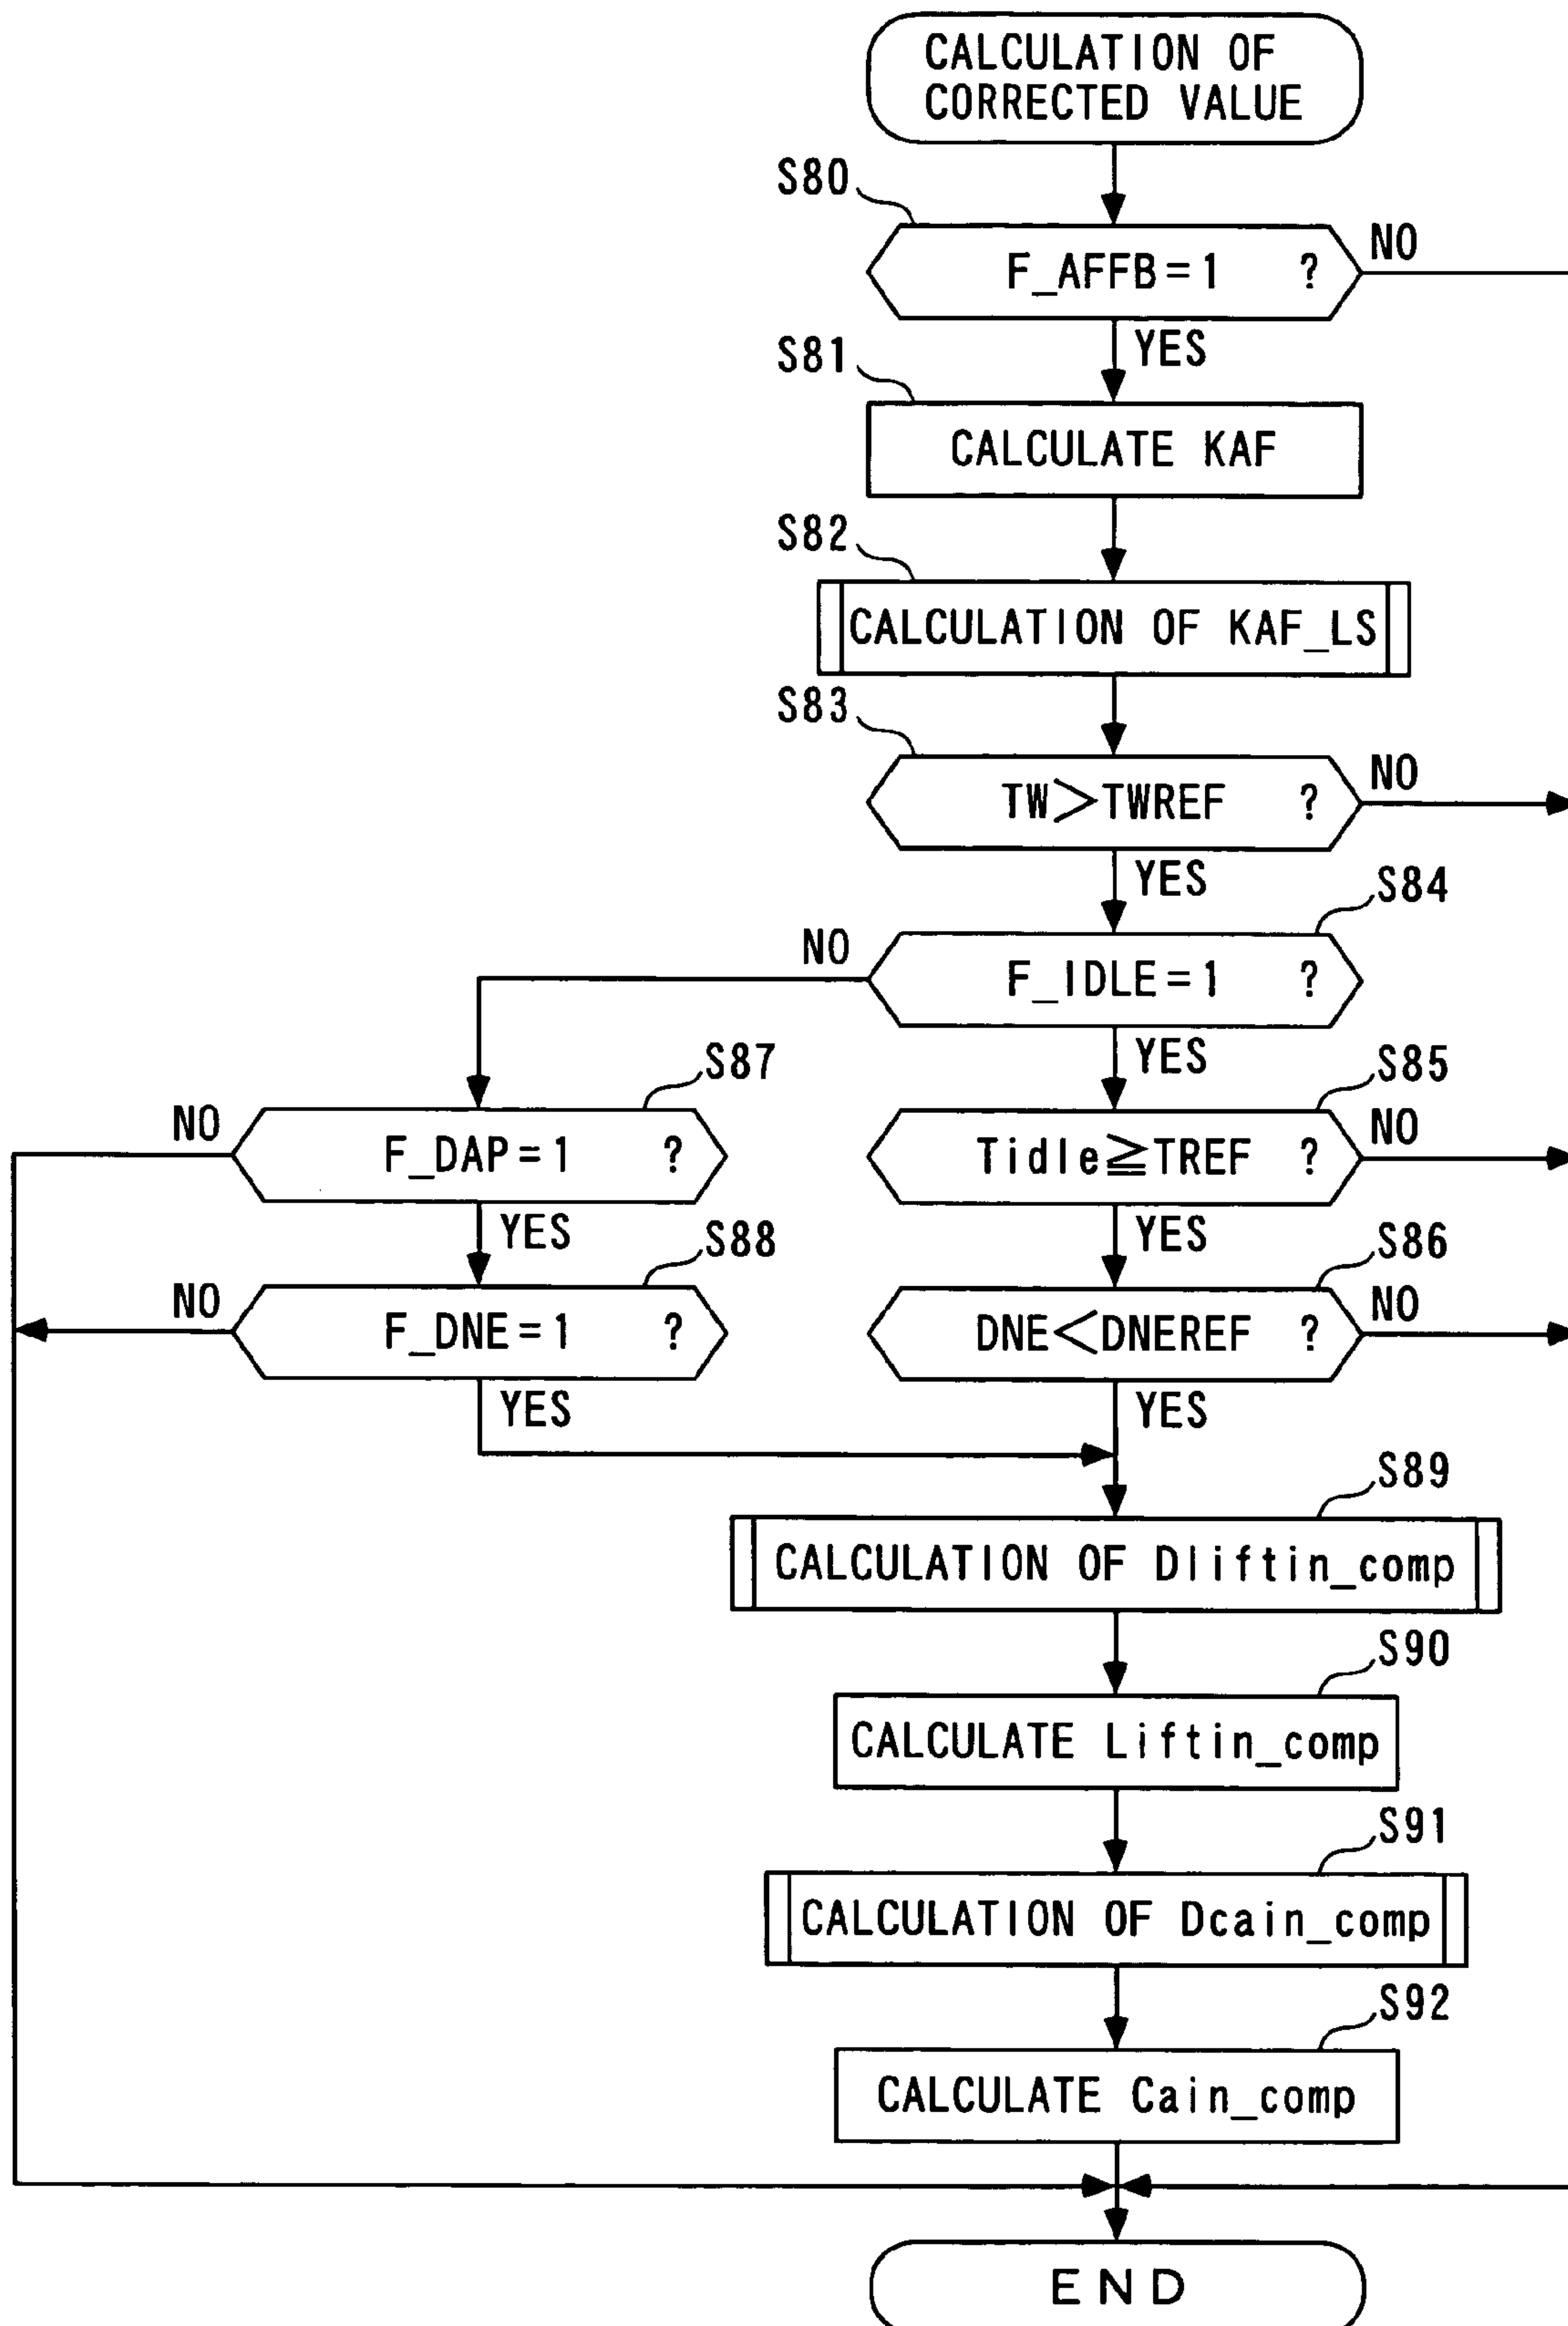 CALCULATION OF
CORRECTED VALUE
S80
F_AFFB=1 ?
NO
YES
S81
CALCULATE KAF
S82
CALCULATION OF KAF_LS
S83
TW>TWREF ?
NO
YES
S84
NO
F_IDLE=1 ?
YES
S87
S85
NO
F_DAP=1 ?
Tidle≧TREF ?
NO
YES
YES
S88
S86
NO
F_DNE=1 ?
DNE<DNEREF ?
NO
YES
YES
S89
CALCULATION OF Dliftin_comp
S90
CALCULATE Liftin_comp
S91
CALCULATION OF Dcain_comp
S92
CALCULATE Cain_comp
END